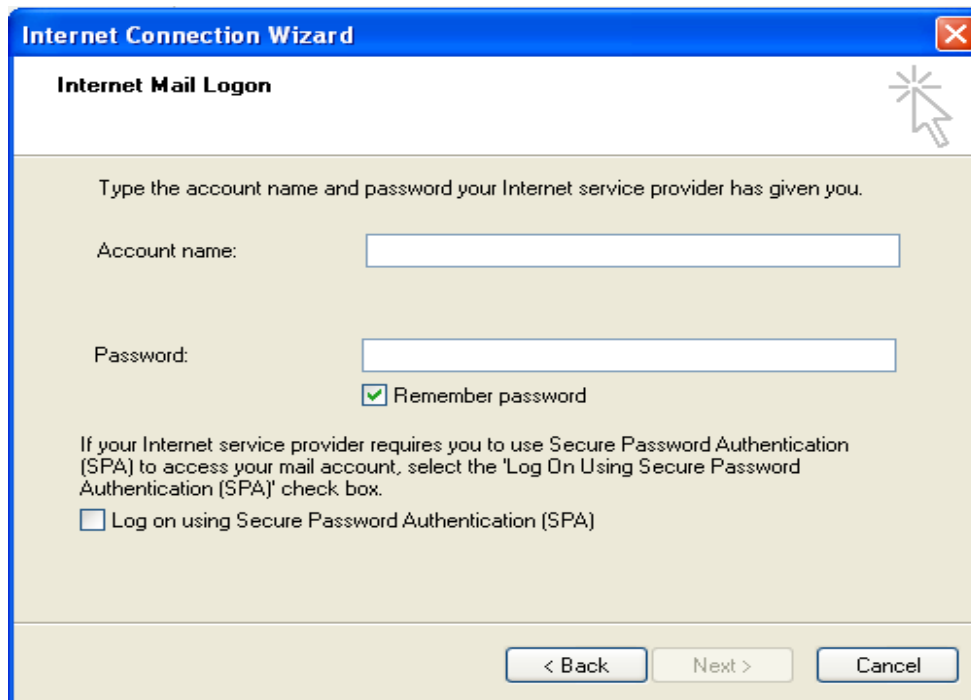 Internet Connection Wizard
Internet Mail Logon
Type the account name and password your Internet service provider has given you.
Account name:
Password:
Remember password
If your Internet service provider requires you to use Secure Password Authentication
(SPA) to access your mail account, select the 'Log On Using Secure Password
Authentication (SPA)' check box.
Log on using Secure Password Authentication (SPA)
< Back Next > Cancel